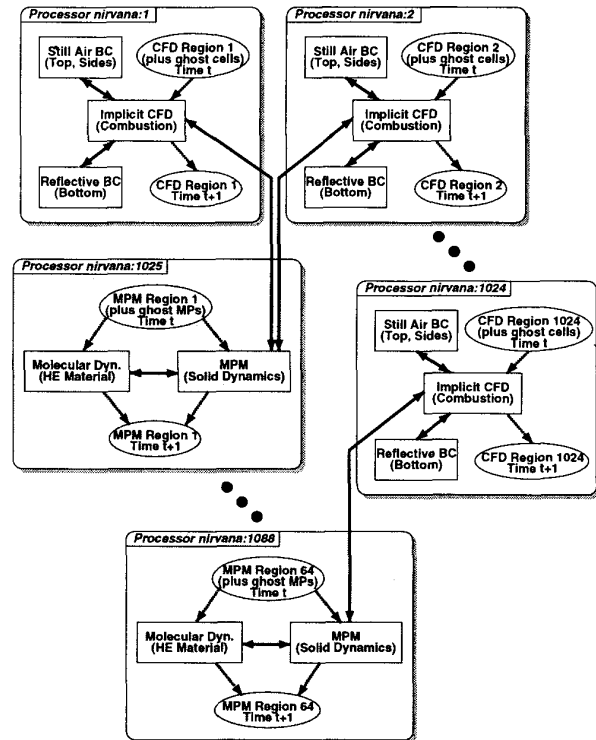 Processor nirvana:1
Still Air BC
(Top, Sides)
CFD Region 1
(plus ghost cells)
Time t
Implicit CFD
(Combustion)
Reflective BC
(Bottom)
CFD Region 1
Time t+1
Processor nirvana:2
Still Air BC
(Top, Sides)
CFD Region 2
(plus ghost cells)
Time t
Implicit CFD
(Combustion)
Reflective BC
(Bottom)
CFD Region 2
Time t+1
Processor nirvana:1025
MPM Region 1
(plus ghost MPs)
Time t
Molecular Dyn.
(HE Material)
MPM
(Solid Dynamics)
MPM Region 1
Time t+1
Processor nirvana:1024
Still Air BC
(Top, Sides)
CFD Region 1024
(plus ghost cells)
Time t
Implicit CFD
(Combustion)
Reflective BC
(Bottom)
CFD Region 1024
Time t+1
Processor nirvana:1088
MPM Region 64
(plus ghost MPs)
Time t
Molecular Dyn.
(HE Material)
MPM
(Solid Dynamics)
MPM Region 64
Time t+1